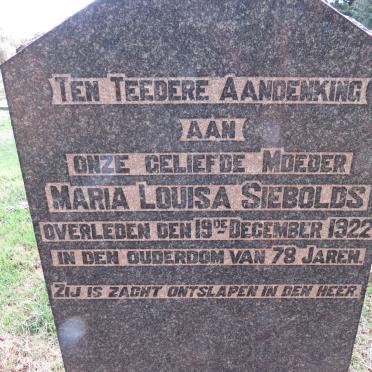 TEN TEEDERE AANDENKING
AAN
ONZE GELIEFDE MOEDER
MARIA LOUISA SIEBOLDS
OVERLEDEN DEN 19DE DECEMBER 1922
IN DEN OUDERDOM VAN 78 JAREN.
ZIJ IS ZACHT ONTSLAPEN IN DEN HEER.